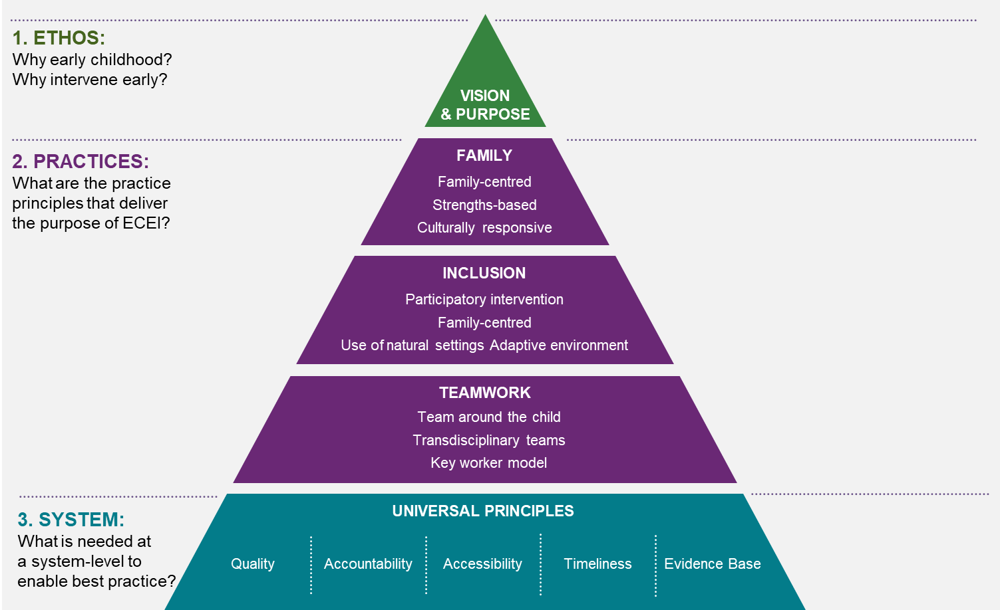 1. ETHOS:
Why early childhood?
Why intervene early?
VISION
& PURPOSE
2. PRACTICES:
What are the practice
principles that deliver
the purpose of ECEI?
FAMILY
Family-centred
Strengths-based
Culturally responsive
INCLUSION
Participatory intervention
Family-centred
Use of natural settings Adaptive environment
TEAMWORK
Team around the child
Transdisciplinary teams
Key worker model
3. SYSTEM:
What is needed at
a system-level to
enable best practice?
UNIVERSAL PRINCIPLES
Quality
Accountability
Accessibility
Timeliness
Evidence Base